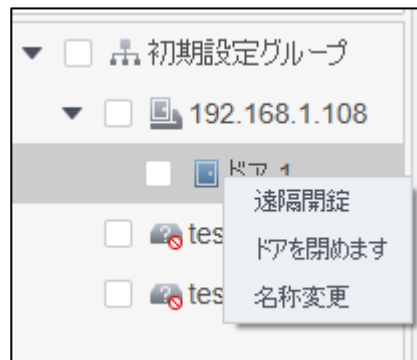 初期設定グループ
192.168.1.108
ドア 1
遠隔開錠
tes
ドアを閉めます
tes
名称変更